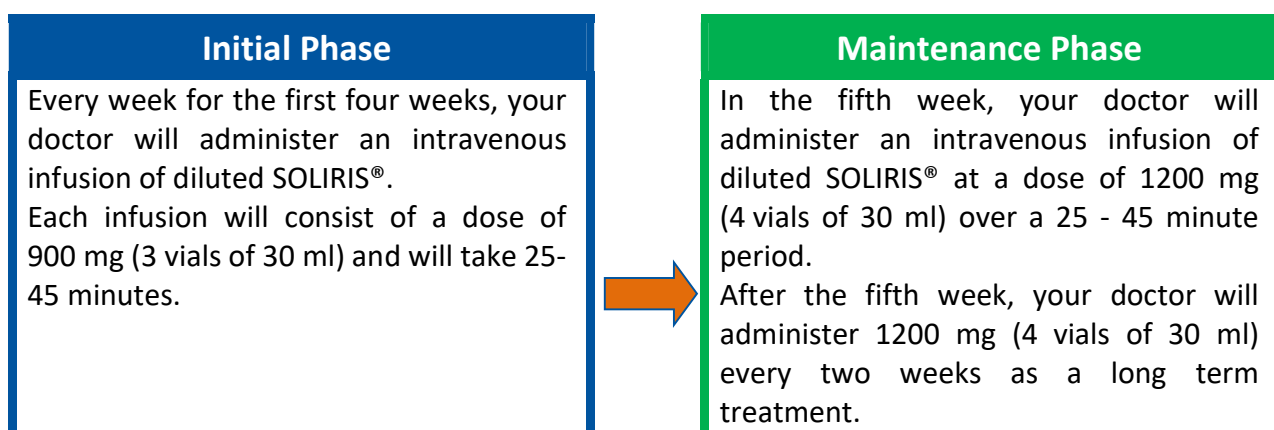 Initial Phase
Every week for the first four weeks, your
doctor will administer an intravenous
infusion of diluted SOLIRIS®.
Each infusion will consist of a dose of
900 mg (3 vials of 30 ml) and will take 25-
45 minutes.
Maintenance Phase
In the fifth week, your doctor will
administer an intravenous infusion of
diluted SOLIRIS® at a dose of 1200 mg
(4 vials of 30 ml) over a 25 - 45 minute
period.
After the fifth week, your doctor will
administer 1200 mg (4 vials of 30 ml)
every two weeks as a long term
treatment.